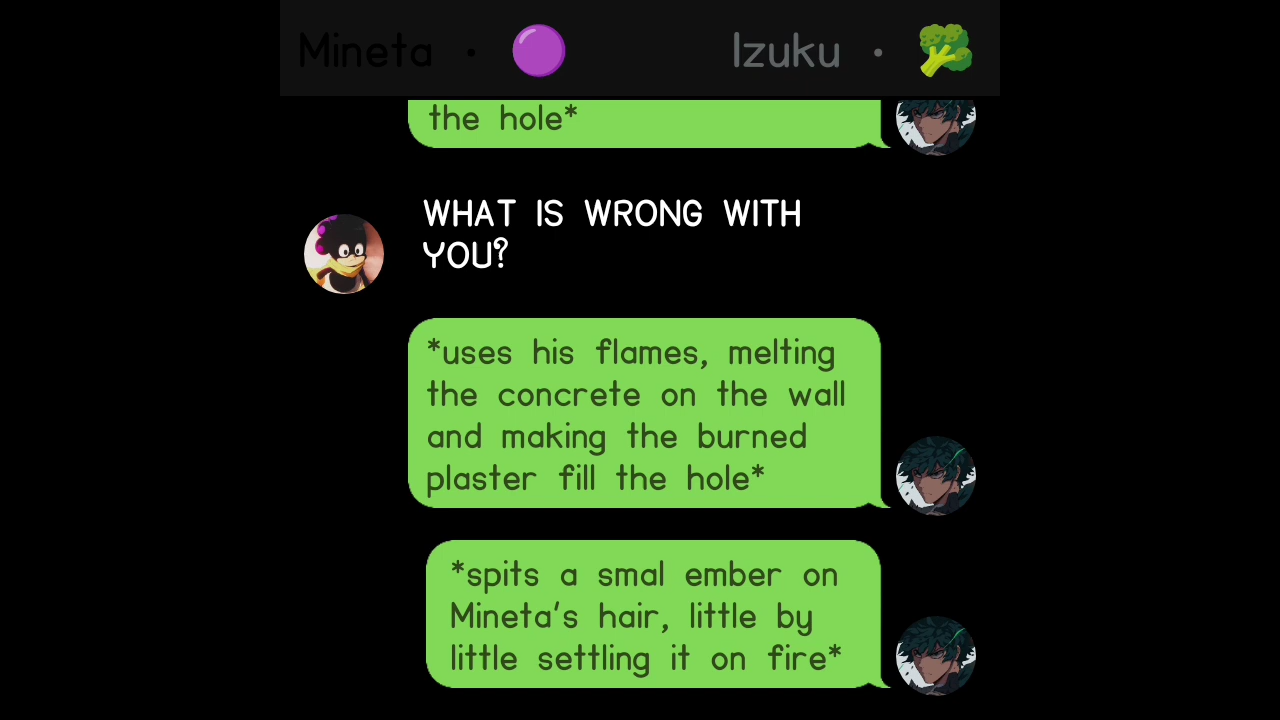 Mineta • Izuku •
the hole*
WHAT IS WRONG WITH
YOU?
*uses his flames, melting
the concrete on the wall
and making the burned
plaster fill the hole*
*spits a smal ember on
Mineta's hair, little by
little settling it on fire*